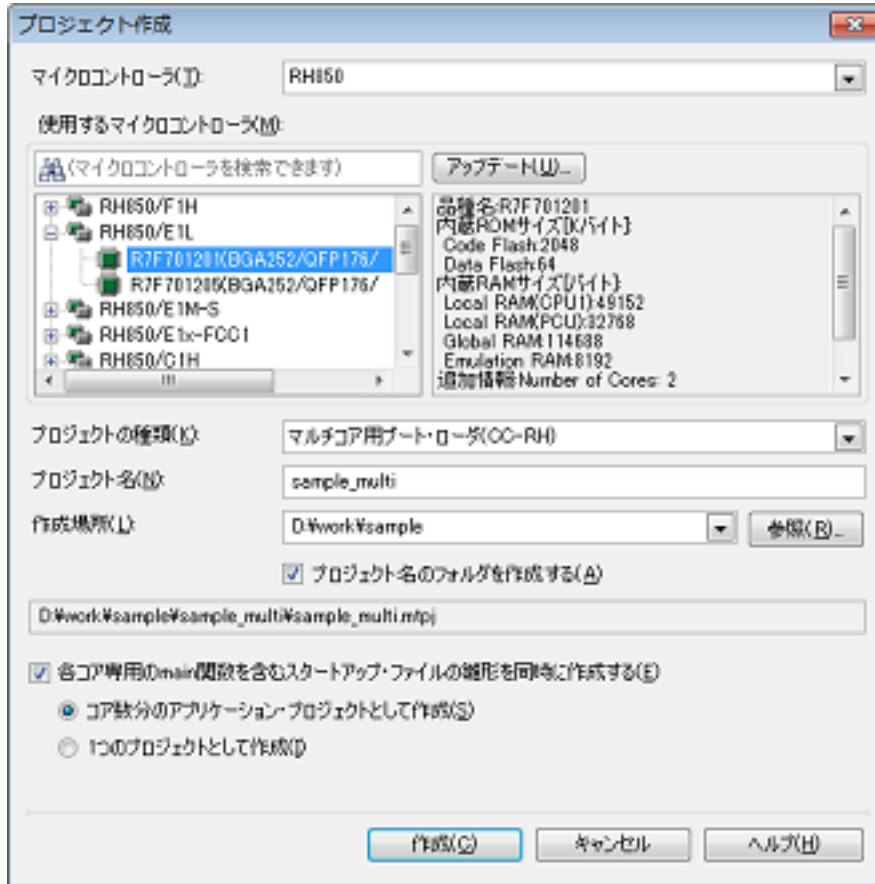 プロジェクト作成
マイクロコントローラ(T):
RH850
使用するマイクロコントローラ(M):
(マイクロコントローラを検索できます)
アップデート(U)...
RH850/F1H
RH850/E1L
R7F701201(BGA252/QFP176/
R7F701205(BGA252/QFP176/
RH850/E1M-S
RH850/E1x-FCC1
RH850/C1H
品種名:R7F701201
内蔵ROMサイズ[Kバイト]
Code Flash:2048
Data Flash:64
内蔵RAMサイズ[バイト]
Local RAM(CPU1):49152
Local RAM(PCU):32768
Global RAM:114688
Emulation RAM:8192
追加情報:Number of Cores: 2
プロジェクトの種類(K):
マルチコア用ブート・ローダ(CC-RH)
プロジェクト名(N):
sample_multi
作成場所(L):
D:¥work¥sample
参照(R)...
プロジェクト名のフォルダを作成する(A)
D:¥work¥sample¥sample_multi¥sample_multi.mtpj
各コア専用のmain関数を含むスタートアップ・ファイルの雛形を同時に作成する(E)
コア数分のアプリケーション・プロジェクトとして作成(S)
1つのプロジェクトとして作成(I)
作成(C)
キャンセル
ヘルプ(H)